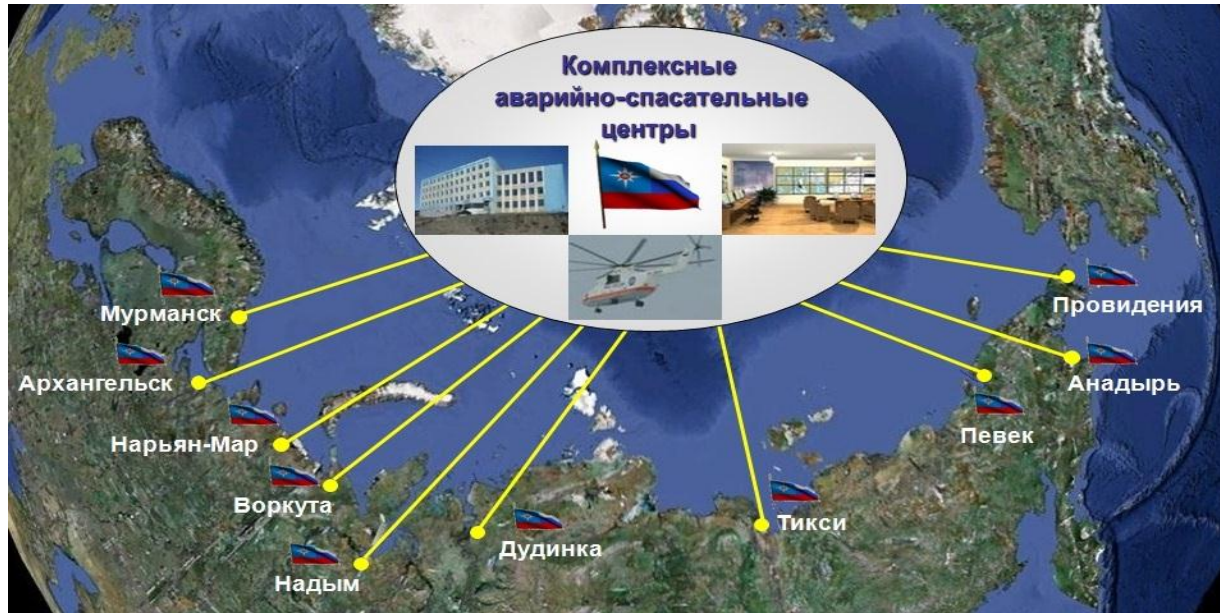 Комплексные
аварийно-спасательные
центры
Мурманск
Архангельск
Нарьян-Мар
Воркута
Надым
Дудинка
Тикси
Певек
Анадырь
Провидения